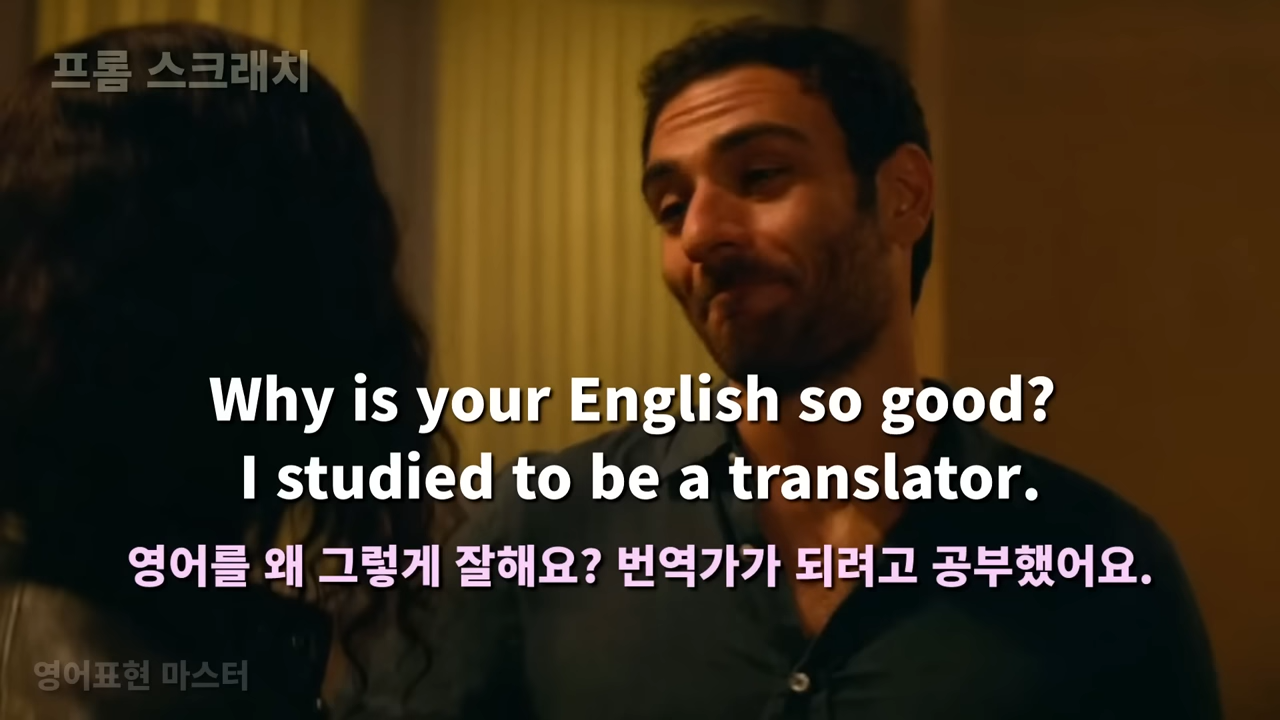 프롬 스크래치
Why is your English so good?
I studied to be a translator.
영어를 왜 그렇게 잘해요? 번역가가 되려고 공부했어요.
영어표현 마스터